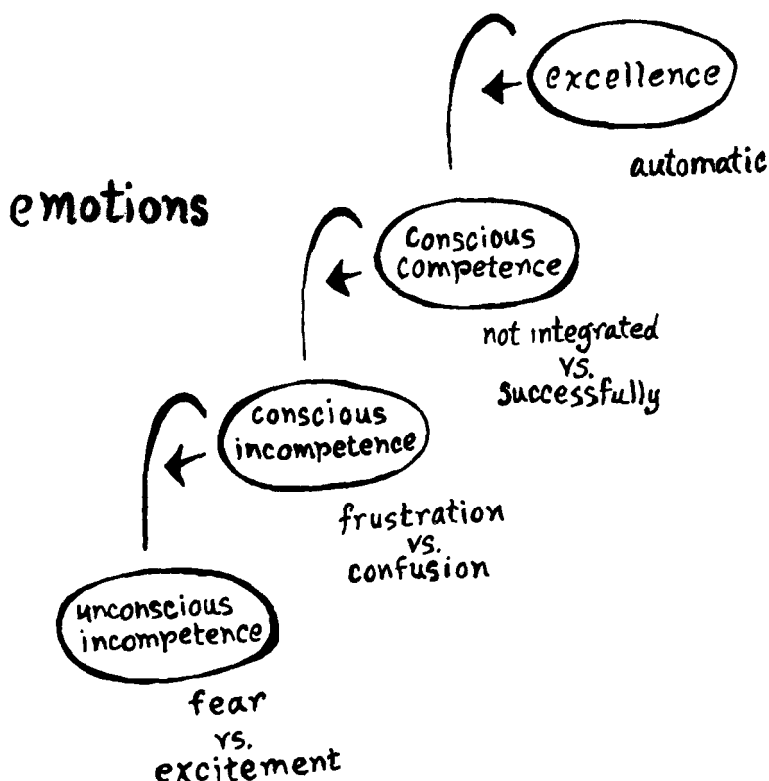 excellence
automatic
emotions
conscious
competence
not integrated
vs.
successfully
conscious
incompetence
frustration
vs.
confusion
unconscious
incompetence
fear
vs.
excitement